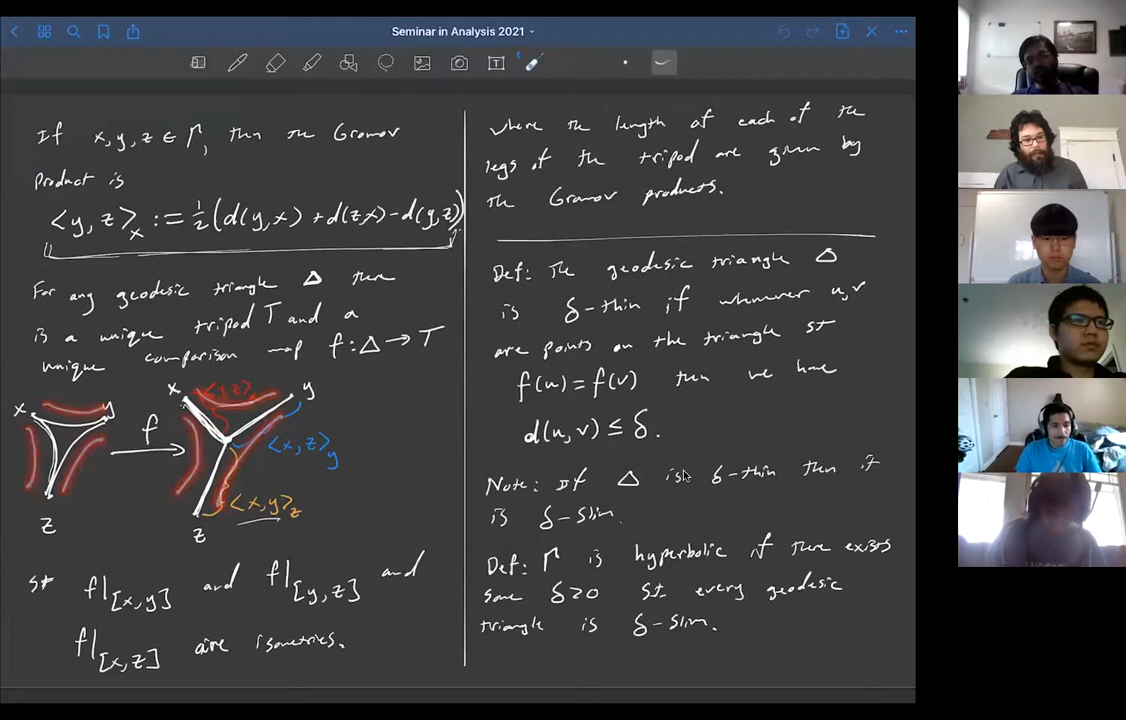 Seminar in Analysis 2021
If x, y, z ∈ Γ, then the Gromov
Product is
<y, z>_x := 1/2 (d(y,x) + d(z,x) - d(y,z))
For any geodesic triangle Δ there
is a unique tripod T and a
unique comparison map f: Δ → T
x y
z
f
x <y,z>_x y
<x,z>_y
<x,y>_z
z
st f|[x,y] and f|[y,z] and
f|[x,z] are isometries.
where the length of each of the
legs of the tripod are given by
the Gromov products.
Def: The geodesic triangle Δ
is δ-thin if whenever u,v
are points on the triangle st
f(u) = f(v) then we have
d(u,v) ≤ δ.
Note: If Δ is δ-thin then it
is δ-slim.
Def: Γ is hyperbolic if there exists
some δ≥0 st every geodesic
triangle is δ-slim.